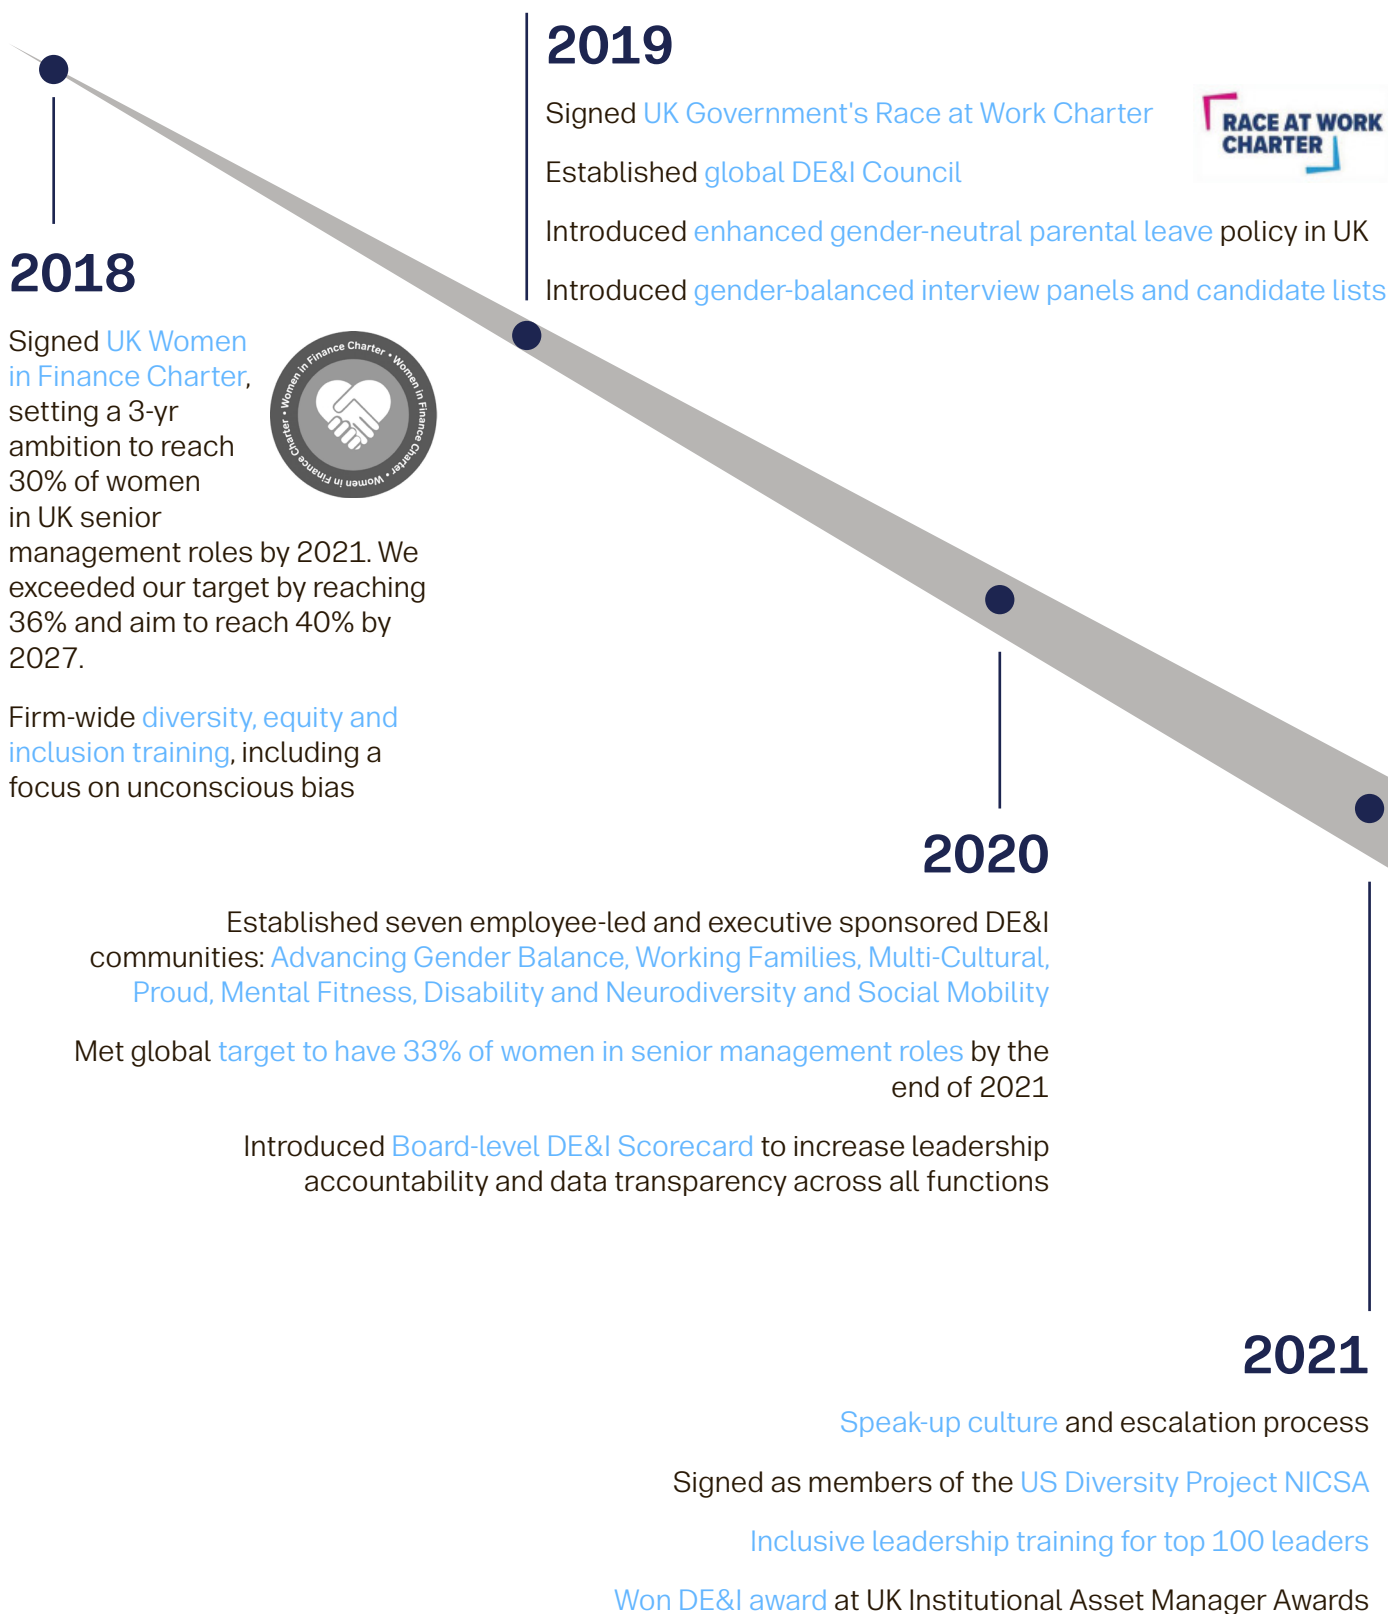 2018
Signed UK Women
in Finance Charter,
setting a 3-yr
ambition to reach
30% of women
in UK senior
management roles by 2021. We
exceeded our target by reaching
36% and aim to reach 40% by
2027.
Women in Finance Charter • Women in Finance Charter • Women in Finance Charter •
Firm-wide diversity, equity and
inclusion training, including a
focus on unconscious bias
2019
Signed UK Government's Race at Work Charter
RACE AT WORK
CHARTER
Established global DE&I Council
Introduced enhanced gender-neutral parental leave policy in UK
Introduced gender-balanced interview panels and candidate lists
2020
Established seven employee-led and executive sponsored DE&I
communities: Advancing Gender Balance, Working Families, Multi-Cultural,
Proud, Mental Fitness, Disability and Neurodiversity and Social Mobility
Met global target to have 33% of women in senior management roles by the
end of 2021
Introduced Board-level DE&I Scorecard to increase leadership
accountability and data transparency across all functions
2021
Speak-up culture and escalation process
Signed as members of the US Diversity Project NICSA
Inclusive leadership training for top 100 leaders
Won DE&I award at UK Institutional Asset Manager Awards